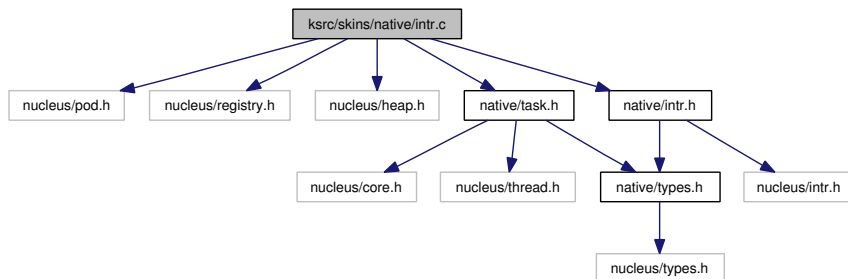 ksrc/skins/native/intr.c
nucleus/pod.h
nucleus/registry.h
nucleus/heap.h
native/task.h
native/intr.h
nucleus/core.h
nucleus/thread.h
native/types.h
nucleus/intr.h
nucleus/types.h